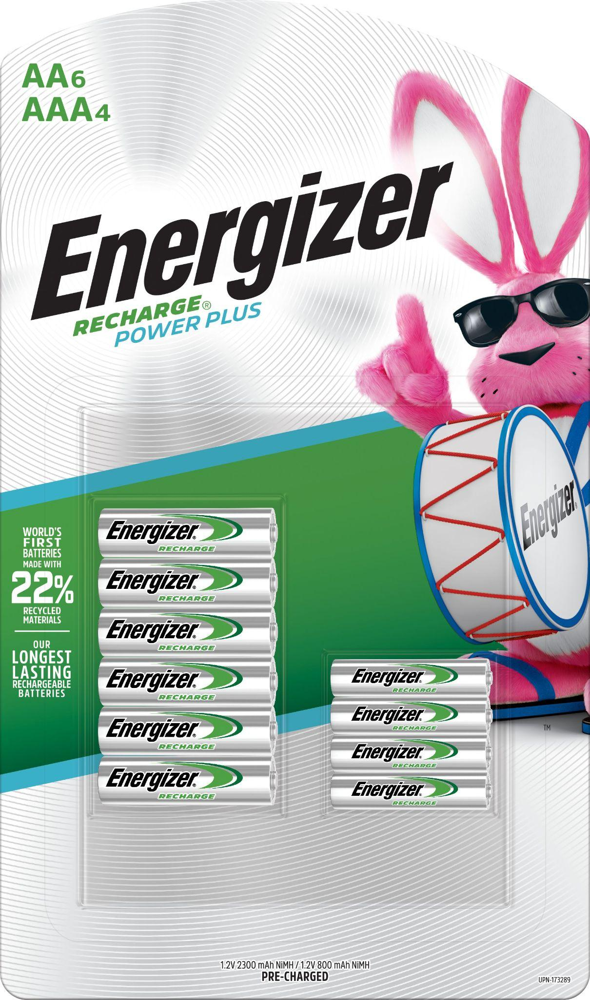 AA6
AAA4
Energizer
RECHARGE®
POWER PLUS
Energizer®
WORLD'S
FIRST
BATTERIES
MADE WITH
22%
RECYCLED
MATERIALS
OUR
LONGEST
LASTING
RECHARGEABLE
BATTERIES
Energizer®
RECHARGE
Energizer®
RECHARGE
Energizer®
RECHARGE
Energizer®
RECHARGE
Energizer®
RECHARGE
Energizer®
RECHARGE
Energizer®
RECHARGE
Energizer®
RECHARGE
Energizer®
RECHARGE
Energizer®
RECHARGE
TM
1.2V 2300 mAh NiMH / 1.2V 800 mAh NiMH
PRE-CHARGED
UPN-173289